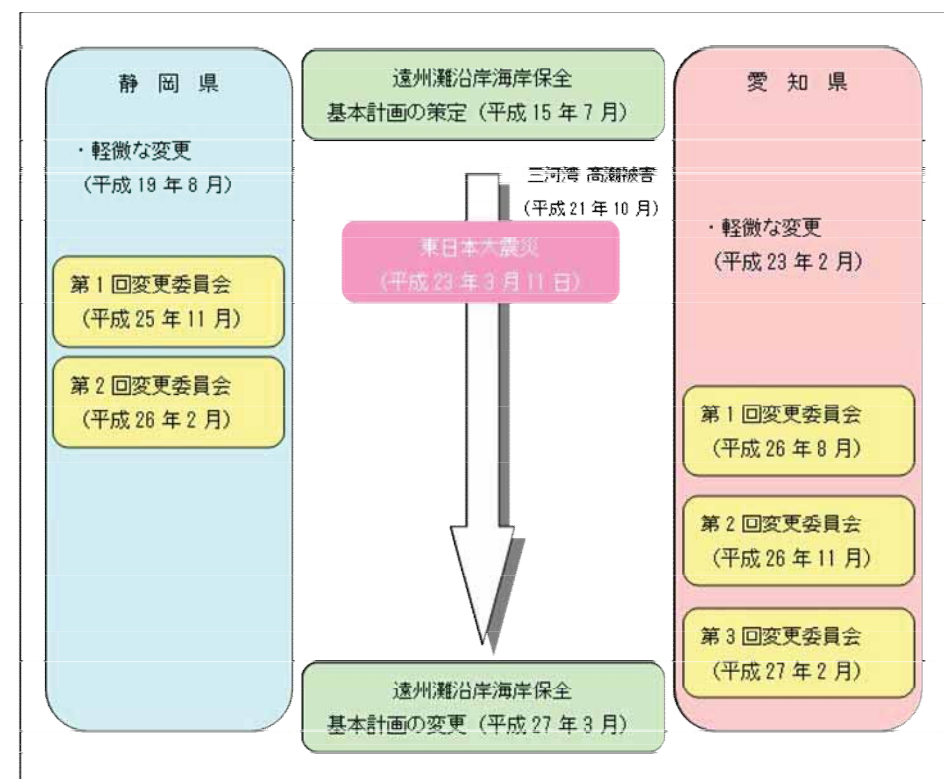 静岡県
・軽微な変更
(平成19年8月)
第1回変更委員会
(平成25年11月)
第2回変更委員会
(平成26年2月)
遠州灘沿岸海岸保全
基本計画の策定(平成15年7月)
三河湾 高潮被害
(平成21年10月)
東日本大震災
(平成23年3月11日)
遠州灘沿岸海岸保全
基本計画の変更(平成27年3月)
愛知県
・軽微な変更
(平成23年2月)
第1回変更委員会
(平成26年8月)
第2回変更委員会
(平成26年11月)
第3回変更委員会
(平成27年2月)